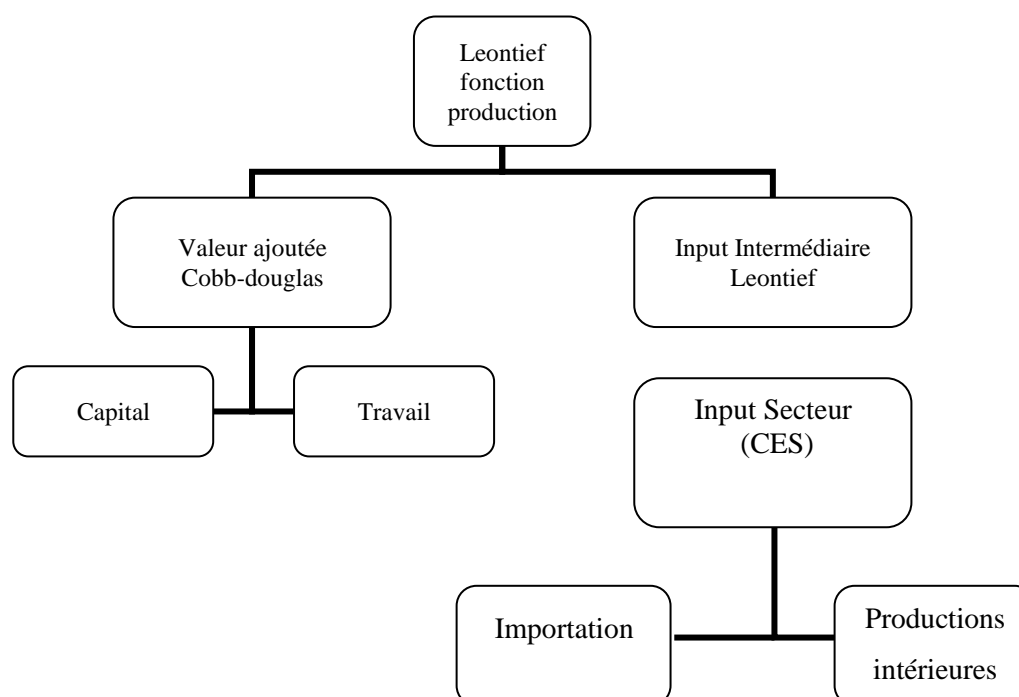 Leontief
fonction
production
Valeur ajoutée
Cobb-douglas
Input Intermédiaire
Leontief
Capital
Travail
Input Secteur
(CES)
Importation
Productions
intérieures